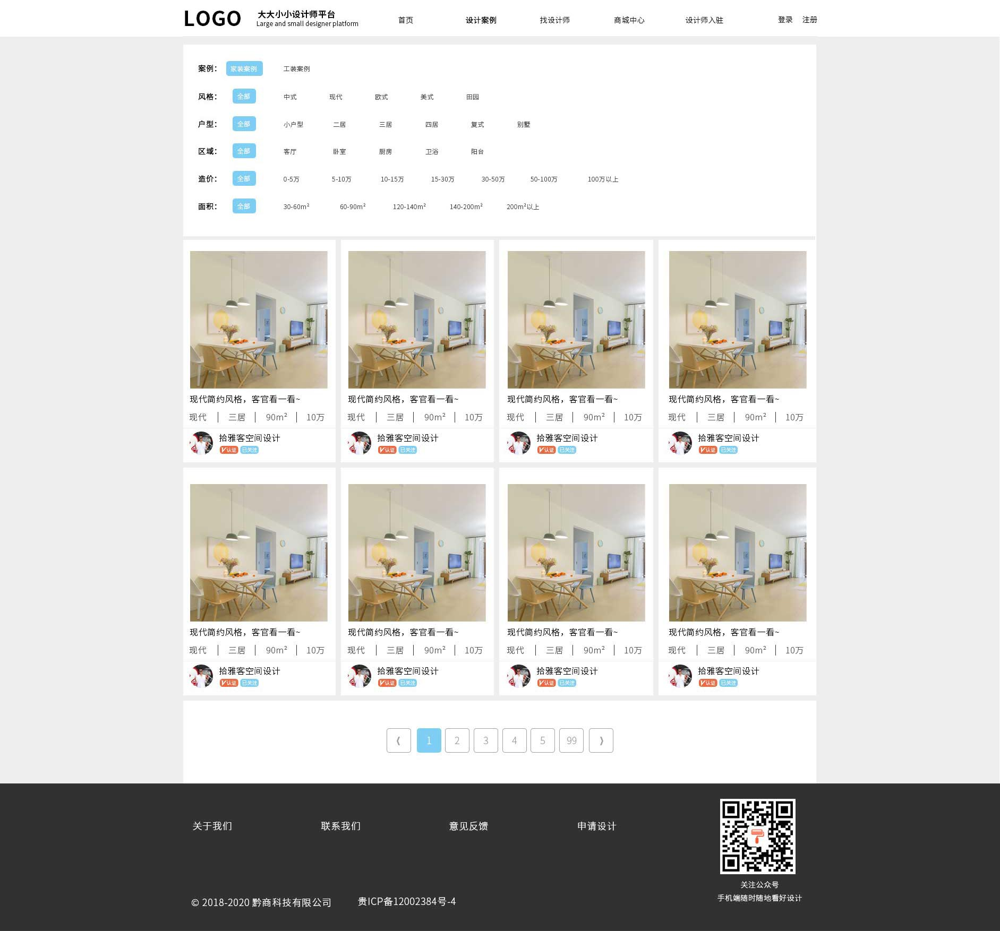 LOGO
大大小小设计师平台
Large and small designer platform
首页 设计案例 找设计师 商城中心 设计师入驻 登录 注册
案例： 家装案例 工装案例
风格： 全部 中式 现代 欧式 美式 田园
户型： 全部 小户型 二居 三居 四居 复式 别墅
区域： 全部 客厅 卧室 厨房 卫浴 阳台
造价： 全部 0-5万 5-10万 10-15万 15-30万 30-50万 50-100万 100万以上
面积： 全部 30-60m² 60-90m² 120-140m² 140-200m² 200m²以上
现代简约风格，客官看一看~ 现代简约风格，客官看一看~ 现代简约风格，客官看一看~ 现代简约风格，客官看一看~
现代 | 三居 | 90m² | 10万 现代 | 三居 | 90m² | 10万 现代 | 三居 | 90m² | 10万 现代 | 三居 | 90m² | 10万
拾雅客空间设计 拾雅客空间设计 拾雅客空间设计 拾雅客空间设计
V认证 已关注 V认证 已关注 V认证 已关注 V认证 已关注
现代简约风格，客官看一看~ 现代简约风格，客官看一看~ 现代简约风格，客官看一看~ 现代简约风格，客官看一看~
现代 | 三居 | 90m² | 10万 现代 | 三居 | 90m² | 10万 现代 | 三居 | 90m² | 10万 现代 | 三居 | 90m² | 10万
拾雅客空间设计 拾雅客空间设计 拾雅客空间设计 拾雅客空间设计
V认证 已关注 V认证 已关注 V认证 已关注 V认证 已关注
⟨ 1 2 3 4 5 99 ⟩
关于我们 联系我们 意见反馈 申请设计
关注公众号
手机端随时随地看好设计
© 2018-2020 黔商科技有限公司 贵ICP备12002384号-4